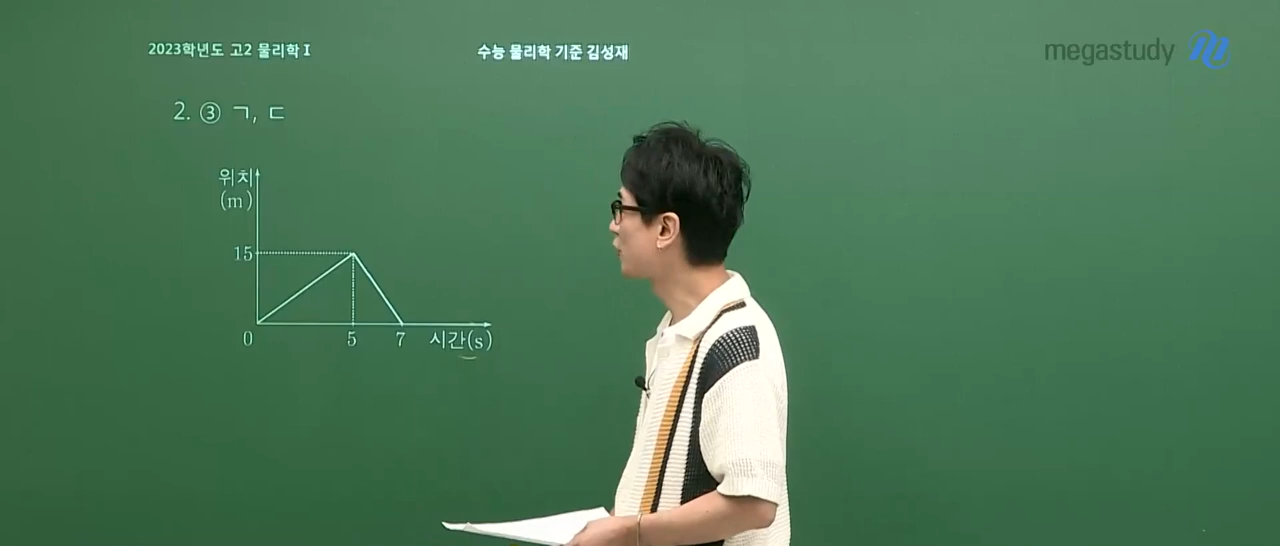 2023학년도 고2 물리학 I
수능 물리학 기준 김성재
megastudy
2. ③ ㄱ, ㄷ
위치
(m)
15
0
5
7
시간(s)